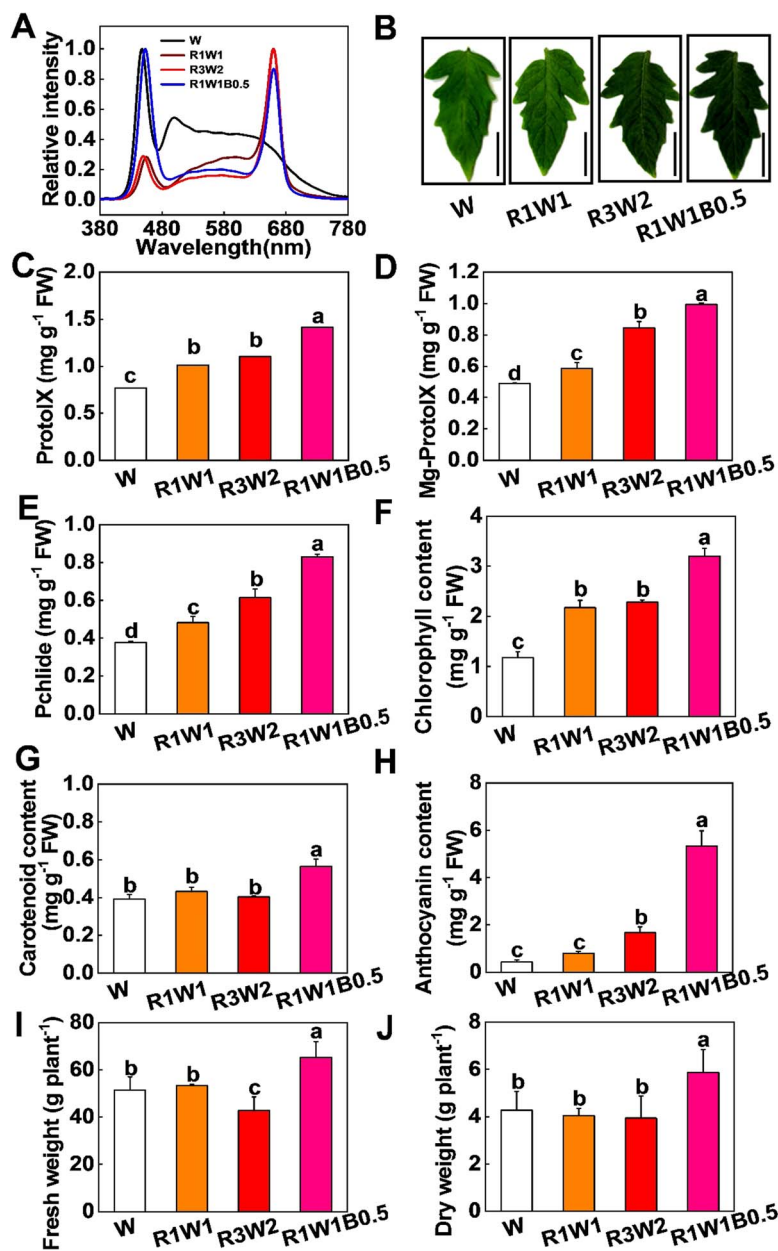 A
Relative intensity
1.0
0.8
0.6
0.4
0.2
0.0
W
R1W1
R3W2
R1W1B0.5
380 480 580 680 780
Wavelength(nm)
B
W
R1W1
R3W2
R1W1B0.5
C
ProtoIX (mg g-1 FW)
2.0
1.5
1.0
0.5
0.0
c
b
b
a
W
R1W1
R3W2
R1W1B0.5
D
Mg-ProtoIX (mg g-1 FW)
1.2
1.0
0.8
0.6
0.4
0.2
0.0
d
c
b
a
W
R1W1
R3W2
R1W1B0.5
E
Pchlide (mg g-1 FW)
1.0
0.8
0.6
0.4
0.2
0.0
d
c
b
a
W
R1W1
R3W2
R1W1B0.5
F
Chlorophyll content
(mg g-1 FW)
4
3
2
1
0
c
b
b
a
W
R1W1
R3W2
R1W1B0.5
G
Carotenoid content
(mg g-1 FW)
1.0
0.8
0.6
0.4
0.2
0.0
b
b
b
a
W
R1W1
R3W2
R1W1B0.5
H
Anthocyanin content
(mg g-1 FW)
8
6
4
2
0
c
c
b
a
W
R1W1
R3W2
R1W1B0.5
I
Fresh weight (g plant-1)
80
60
40
20
0
b
b
c
a
W
R1W1
R3W2
R1W1B0.5
J
Dry weight (g plant-1)
8
6
4
2
0
b
b
b
a
W
R1W1
R3W2
R1W1B0.5